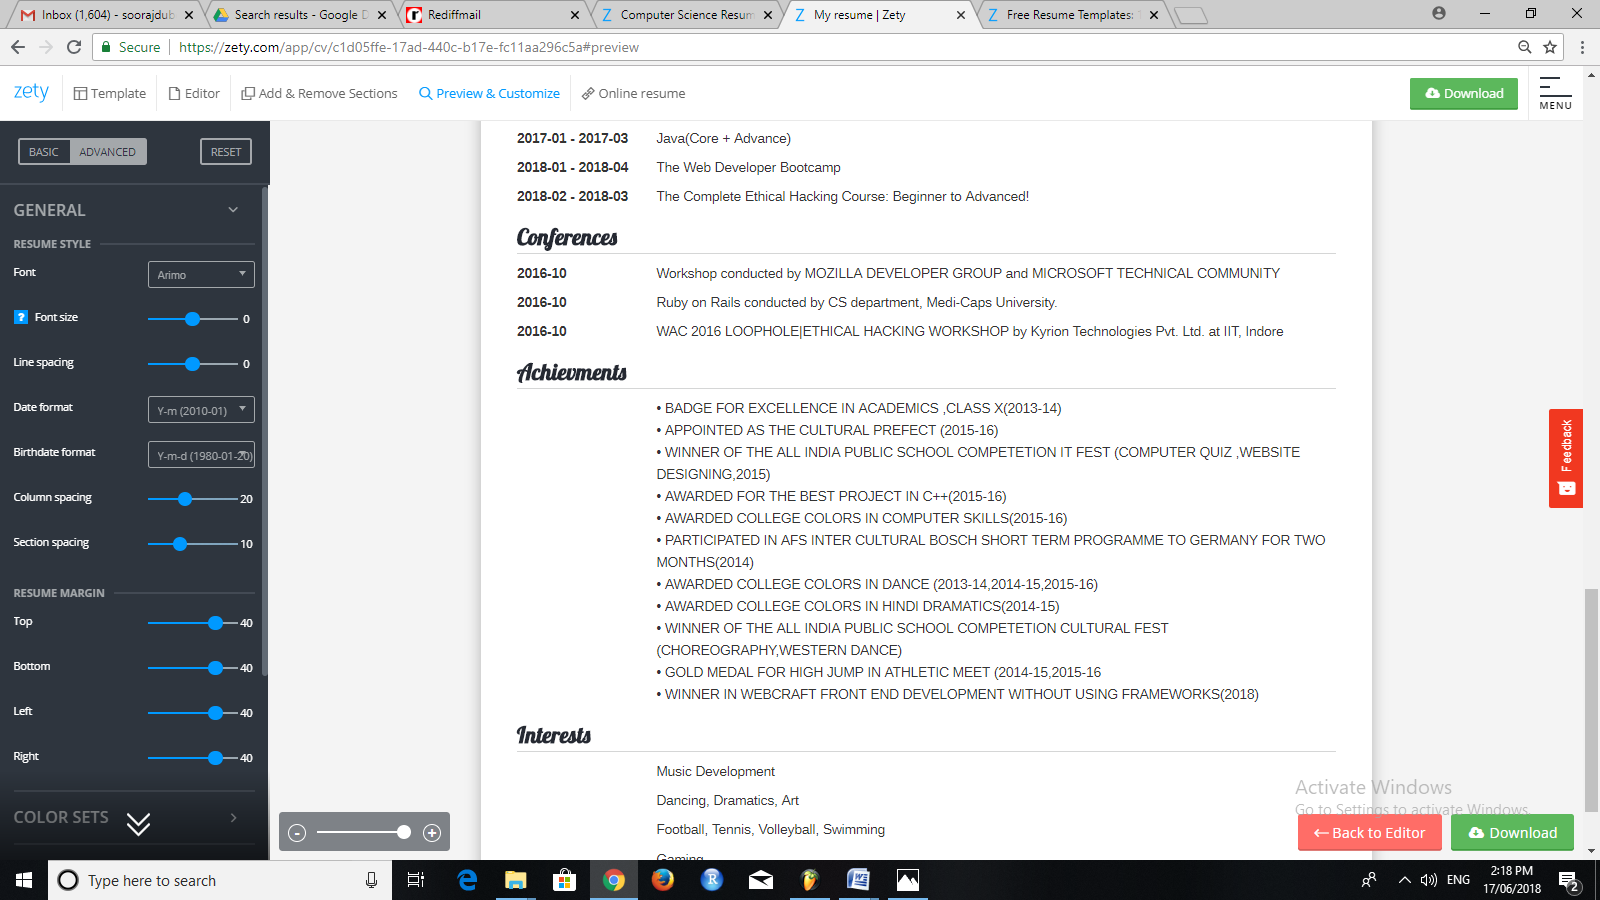 Inbox (1,604) - soorajdub
Search results - Google D
Rediffmail
Computer Science Resum
My resume | Zety
Free Resume Templates:
Secure
https://zety.com/app/cv/c1d05ffe-17ad-440c-b17e-fc11aa296c5a#preview
zety
Template
Editor
Add & Remove Sections
Preview & Customize
Online resume
Download
MENU
BASIC
ADVANCED
RESET
GENERAL
RESUME STYLE
Font
Arimo
? Font size
0
Line spacing
0
Date format
Y-m (2010-01)
Birthdate format
Y-m-d (1980-01-20)
Column spacing
20
Section spacing
10
RESUME MARGIN
Top
40
Bottom
40
Left
40
Right
40
COLOR SETS
2017-01 - 2017-03 Java(Core + Advance)
2018-01 - 2018-04 The Web Developer Bootcamp
2018-02 - 2018-03 The Complete Ethical Hacking Course: Beginner to Advanced!
Conferences
2016-10 Workshop conducted by MOZILLA DEVELOPER GROUP and MICROSOFT TECHNICAL COMMUNITY
2016-10 Ruby on Rails conducted by CS department, Medi-Caps University.
2016-10 WAC 2016 LOOPHOLE|ETHICAL HACKING WORKSHOP by Kyrion Technologies Pvt. Ltd. at IIT, Indore
Achievments
• BADGE FOR EXCELLENCE IN ACADEMICS ,CLASS X(2013-14)
• APPOINTED AS THE CULTURAL PREFECT (2015-16)
• WINNER OF THE ALL INDIA PUBLIC SCHOOL COMPETETION IT FEST (COMPUTER QUIZ ,WEBSITE
DESIGNING,2015)
• AWARDED FOR THE BEST PROJECT IN C++(2015-16)
• AWARDED COLLEGE COLORS IN COMPUTER SKILLS(2015-16)
• PARTICIPATED IN AFS INTER CULTURAL BOSCH SHORT TERM PROGRAMME TO GERMANY FOR TWO
MONTHS(2014)
• AWARDED COLLEGE COLORS IN DANCE (2013-14,2014-15,2015-16)
• AWARDED COLLEGE COLORS IN HINDI DRAMATICS(2014-15)
• WINNER OF THE ALL INDIA PUBLIC SCHOOL COMPETETION CULTURAL FEST
(CHOREOGRAPHY,WESTERN DANCE)
• GOLD MEDAL FOR HIGH JUMP IN ATHLETIC MEET (2014-15,2015-16
• WINNER IN WEBCRAFT FRONT END DEVELOPMENT WITHOUT USING FRAMEWORKS(2018)
Interests
Music Development
Dancing, Dramatics, Art
Football, Tennis, Volleyball, Swimming
Gaming
Feedback
Activate Windows
Go to Settings to activate Windows.
Back to Editor
Download
Type here to search
ENG
2:18 PM
17/06/2018
2